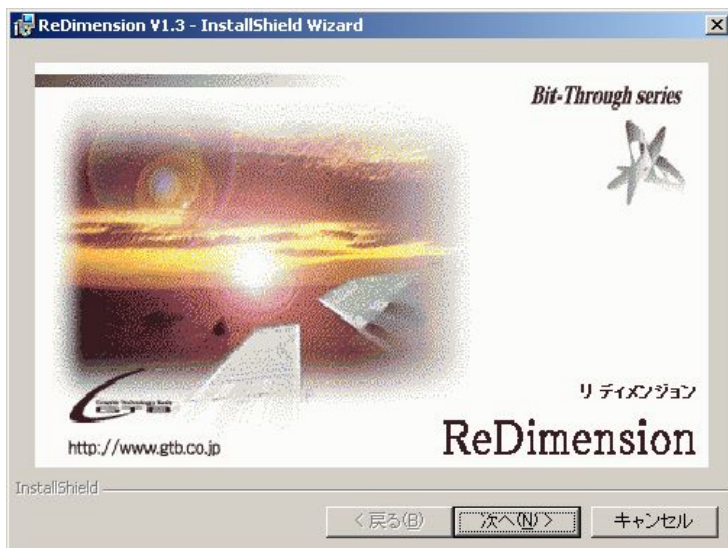 ReDimension V1.3 - InstallShield Wizard
Bit-Through series
リ ディメンジョン
ReDimension
GTB
http://www.gtb.co.jp
InstallShield
< 戻る(B)
次へ(N) >
キャンセル